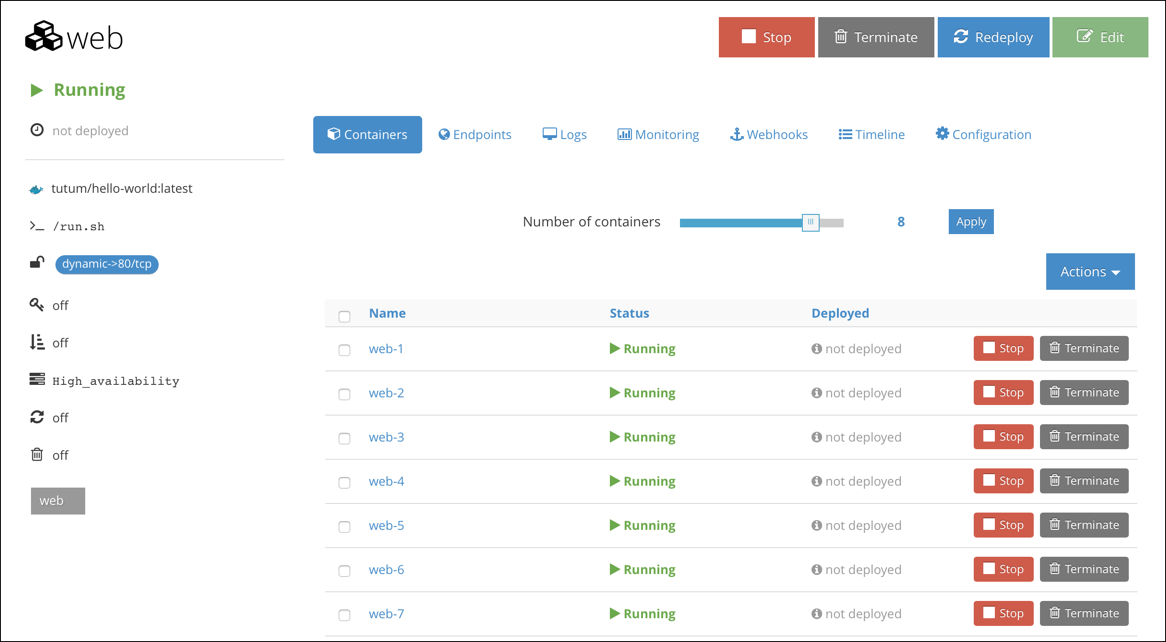 web
Stop Terminate Redeploy Edit
Running
not deployed
Containers Endpoints Logs Monitoring Webhooks Timeline Configuration
tutum/hello-world:latest
Number of containers 8 Apply
>_ /run.sh
dynamic->80/tcp
Actions
off
off
High_availability
off
off
web
Name Status Deployed
web-1 Running not deployed Stop Terminate
web-2 Running not deployed Stop Terminate
web-3 Running not deployed Stop Terminate
web-4 Running not deployed Stop Terminate
web-5 Running not deployed Stop Terminate
web-6 Running not deployed Stop Terminate
web-7 Running not deployed Stop Terminate